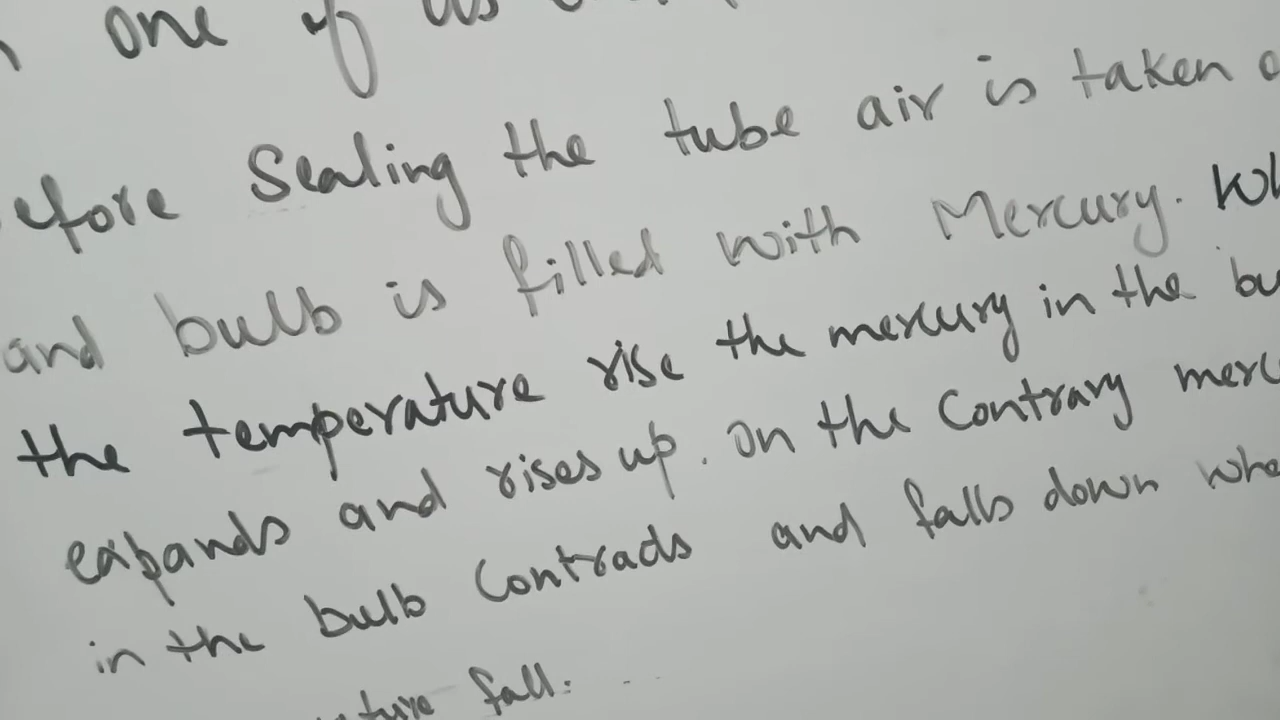 one of
efore Sealing the tube air is taken
and bulb is filled with Mercury. Wh
the temperature rise the mercury in the bu
expands and rises up. on the Contrary merc
in the bulb Contracts and falls down whe
ture fall.